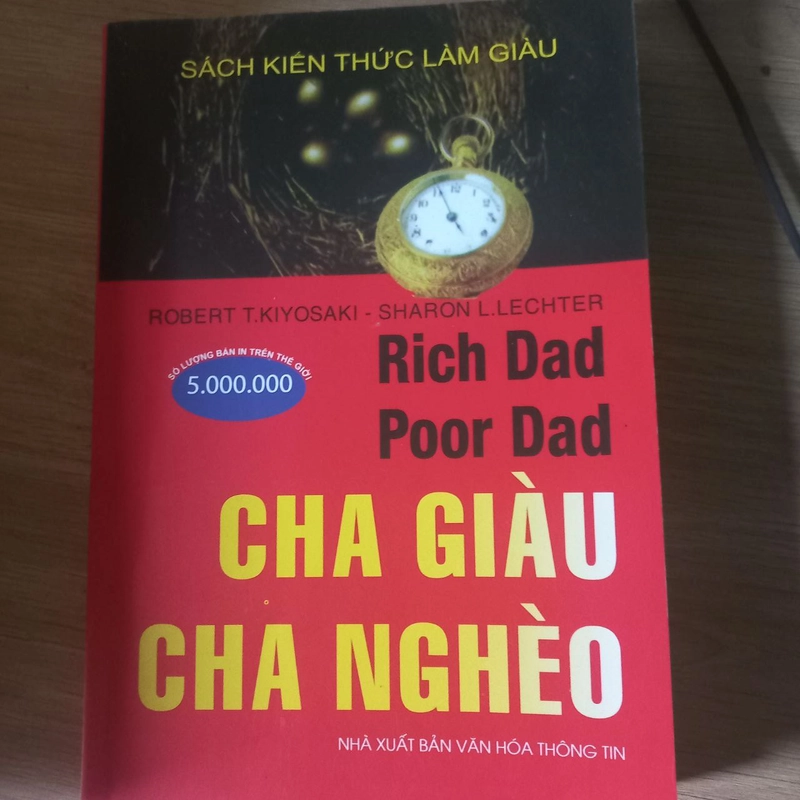 SÁCH KIẾN THỨC LÀM GIÀU
ROBERT T.KIYOSAKI - SHARON L.LECHTER
SỐ LƯỢNG BẢN IN TRÊN THẾ GIỚI
5.000.000
Rich Dad
Poor Dad
CHA GIÀU
CHA NGHÈO
NHÀ XUẤT BẢN VĂN HÓA THÔNG TIN